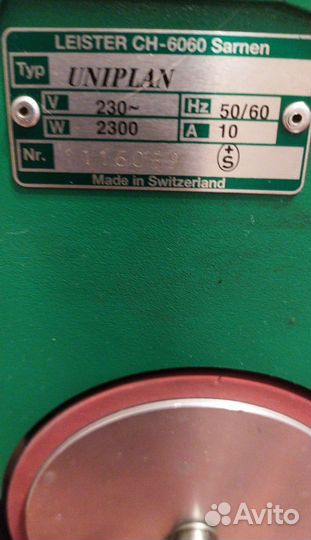 LEISTER CH-6060 Sarnen
Typ UNIPLAN
V 230~ Hz 50/60
W 2300 A 10
Nr. +S
Made in Switzerland
Avito